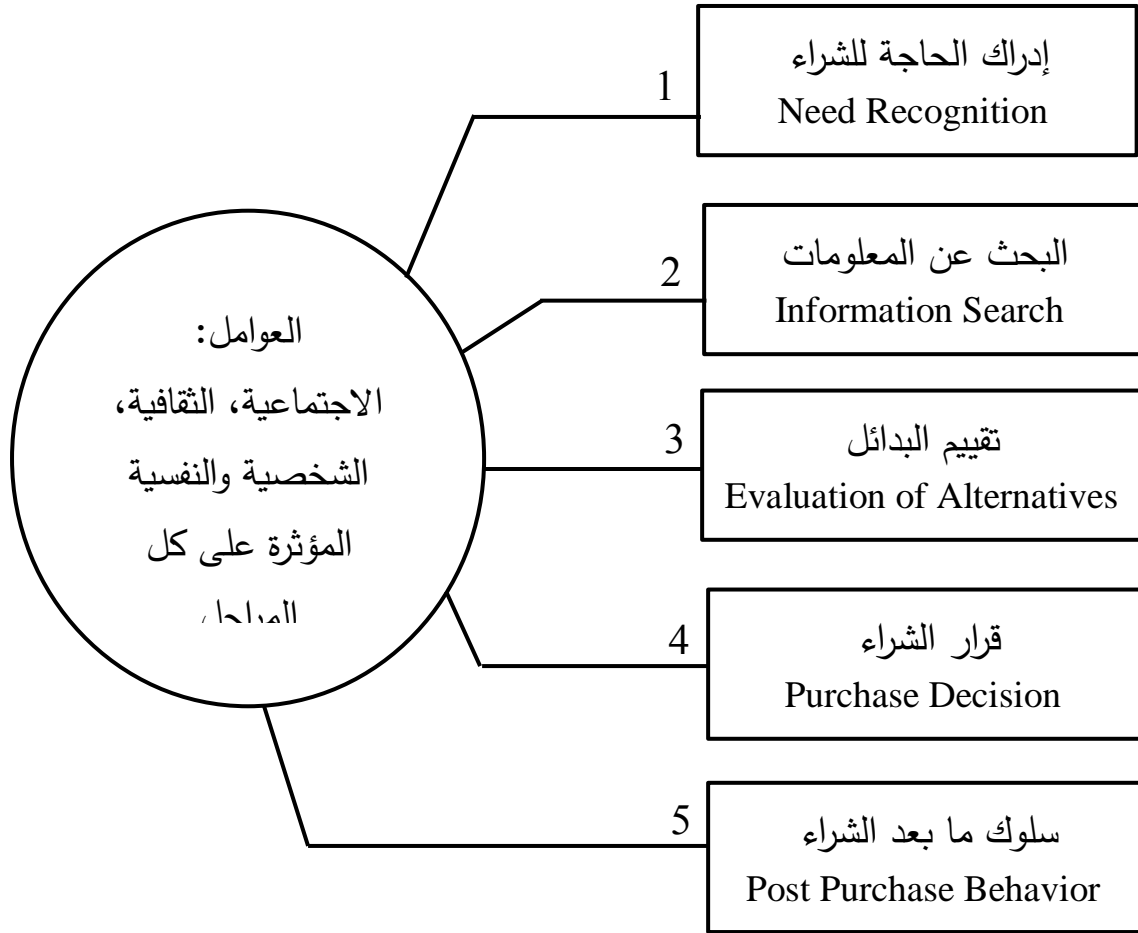 1
إدراك الحاجة للشراء
Need Recognition
2
البحث عن المعلومات
Information Search
العوامل:
الاجتماعية، الثقافية،
الشخصية والنفسية
المؤثرة على كل
المراحل
3
تقييم البدائل
Evaluation of Alternatives
4
قرار الشراء
Purchase Decision
5
سلوك ما بعد الشراء
Post Purchase Behavior